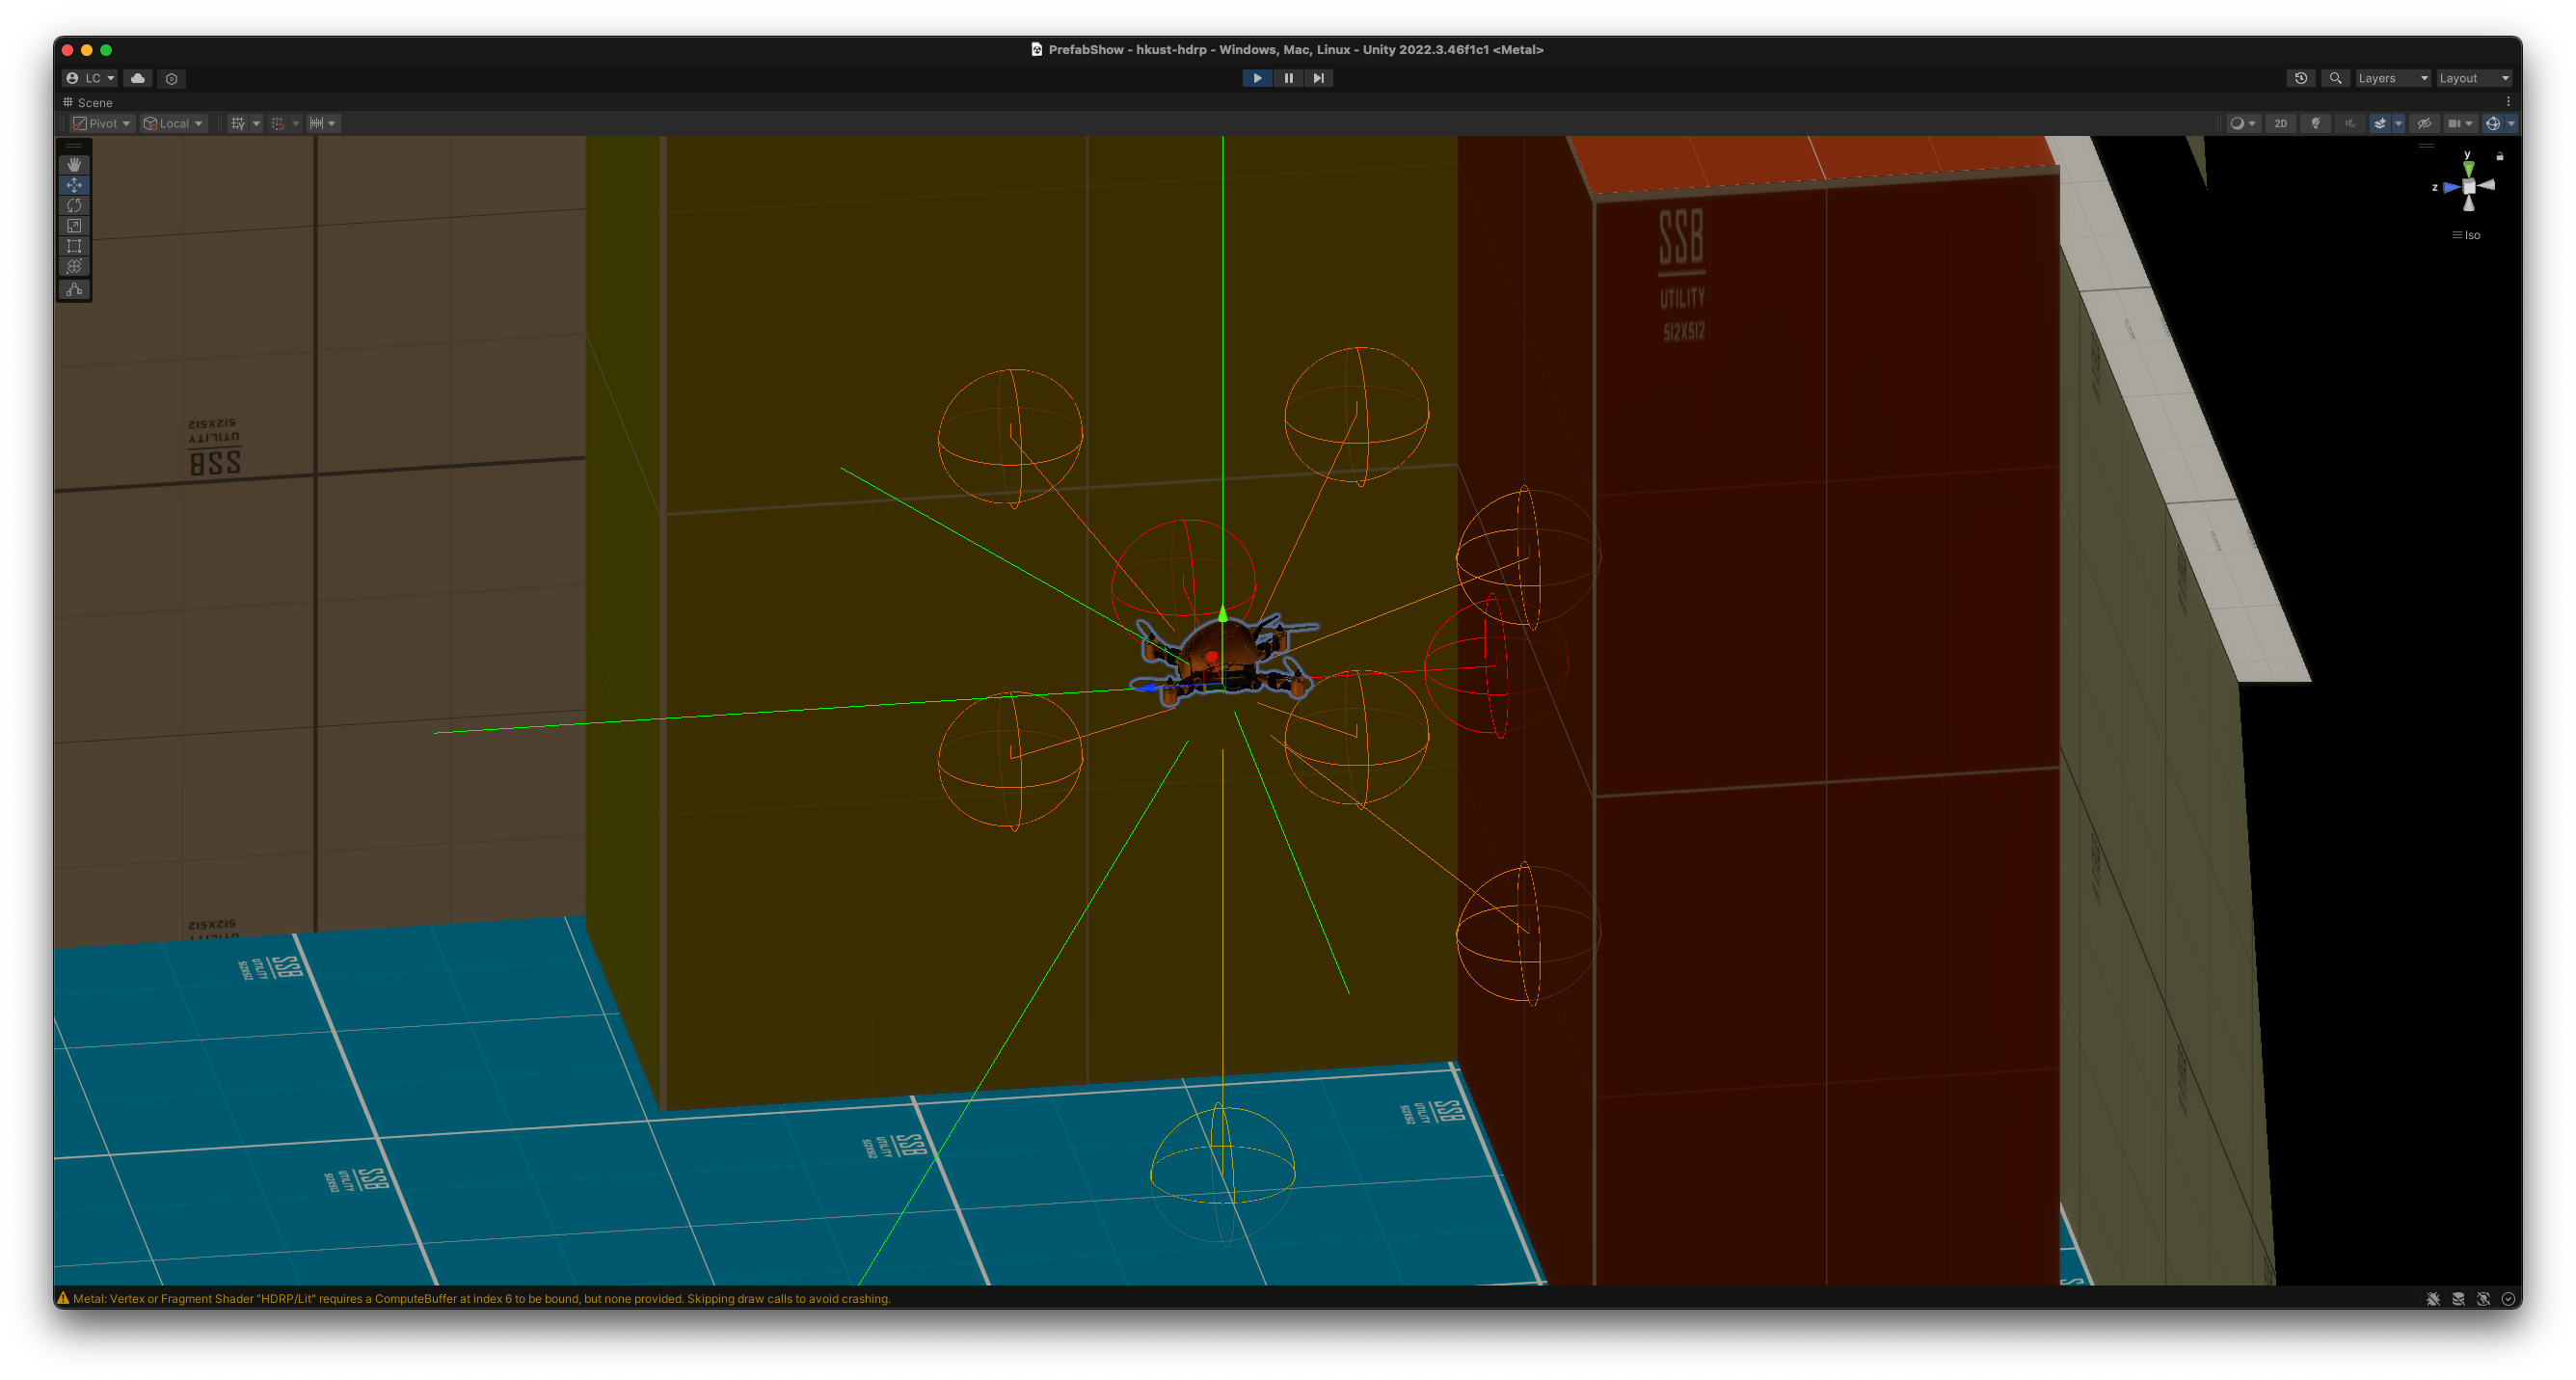 PrefabShow - hkust-hdrp - Windows, Mac, Linux - Unity 2022.3.46f1c1 <Metal>
LC
Layers
Layout
Scene
Pivot
Local
2D
y
z
Iso
SSB
UTILITY
512X512
512X512
UTILITY
SSB
512X512
UTILITY
SSB
UTILITY
512X512
SSB
UTILITY
512X512
SSB
UTILITY
512X512
SSB
UTILITY
512X512
Metal: Vertex or Fragment Shader "HDRP/Lit" requires a ComputeBuffer at index 6 to be bound, but none provided. Skipping draw calls to avoid crashing.